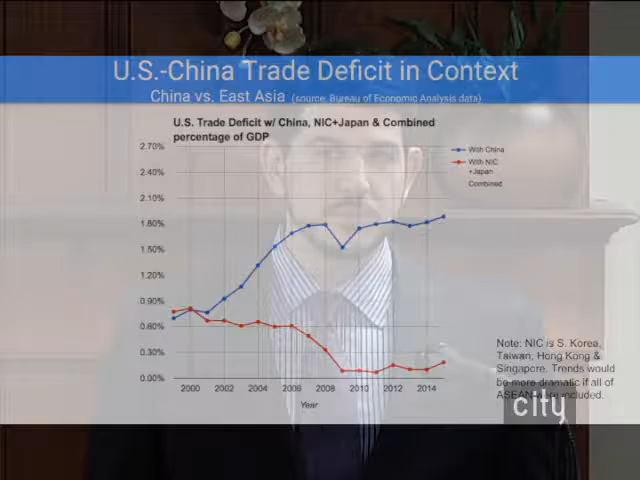 U.S.-China Trade Deficit in Context
China vs. East Asia (source: Bureau of Economic Analysis data)
U.S. Trade Deficit w/ China, NIC+Japan & Combined
percentage of GDP
2.70%
2.40%
2.10%
1.80%
1.50%
1.20%
0.90%
0.60%
0.30%
0.00%
2000 2002 2004 2006 2008 2010 2012 2014
Year
With China
With NIC
+Japan
Combined
Note: NIC is S. Korea,
Taiwan, Hong Kong &
Singapore. Trends would
be more dramatic if all of
ASEAN were included.
city